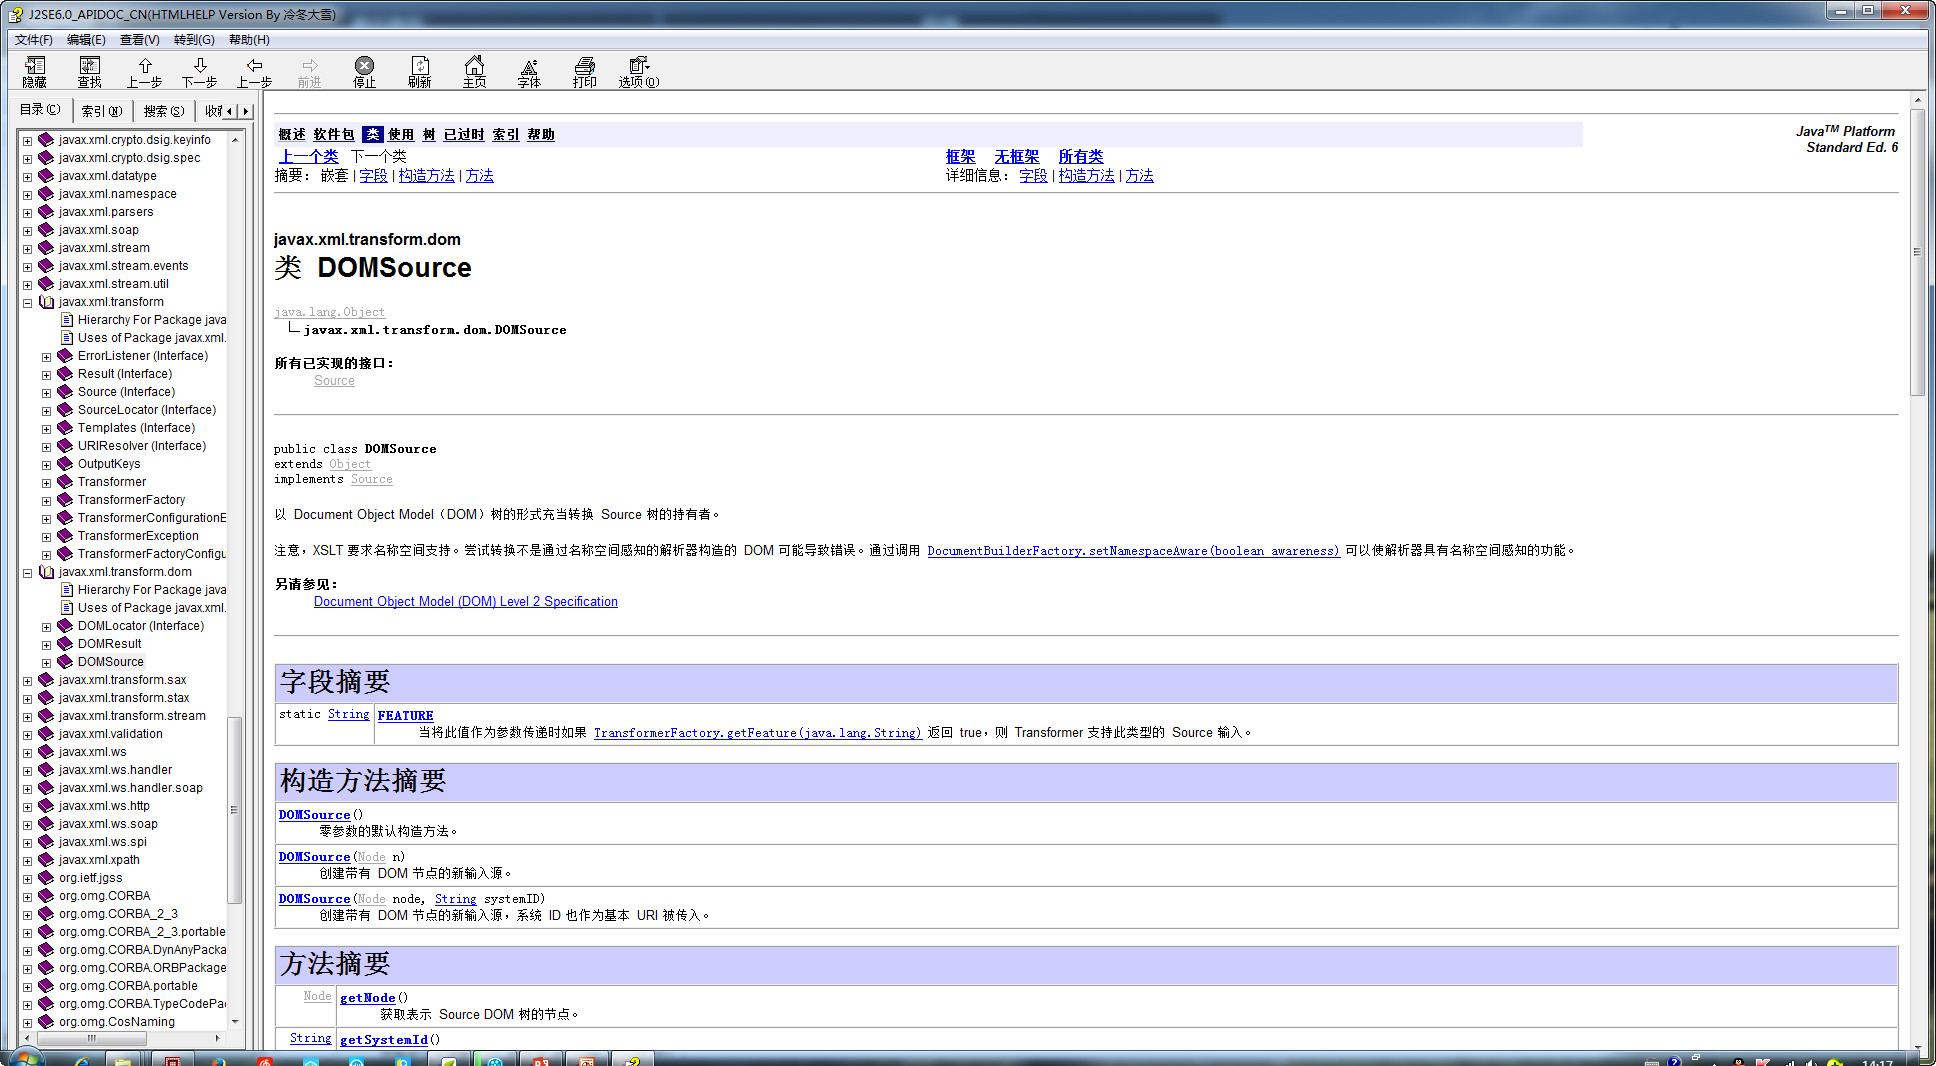 J2SE6.0_APIDOC_CN(HTMLHELP Version By 冷冬大雪)
文件(F) 编辑(E) 查看(V) 转到(G) 帮助(H)
隐藏 查找 上一步 下一步 上一步 前进 停止 刷新 主页 字体 打印 选项(O)
目录(C) 索引(N) 搜索(S)
javax.xml.crypto.dsig.keyinfo
javax.xml.crypto.dsig.spec
javax.xml.datatype
javax.xml.namespace
javax.xml.parsers
javax.xml.soap
javax.xml.stream
javax.xml.stream.events
javax.xml.stream.util
javax.xml.transform
Hierarchy For Package java
Uses of Package javax.xml.
ErrorListener (Interface)
Result (Interface)
Source (Interface)
SourceLocator (Interface)
Templates (Interface)
URIResolver (Interface)
OutputKeys
Transformer
TransformerFactory
TransformerConfigurationE
TransformerException
TransformerFactoryConfigu
javax.xml.transform.dom
Hierarchy For Package java
Uses of Package javax.xml.
DOMLocator (Interface)
DOMResult
DOMSource
javax.xml.transform.sax
javax.xml.transform.stax
javax.xml.transform.stream
javax.xml.validation
javax.xml.ws
javax.xml.ws.handler
javax.xml.ws.handler.soap
javax.xml.ws.http
javax.xml.ws.soap
javax.xml.ws.spi
javax.xml.xpath
org.ietf.jgss
org.omg.CORBA
org.omg.CORBA_2_3
org.omg.CORBA_2_3.portable
org.omg.CORBA.DynAnyPacka
org.omg.CORBA.ORBPackage
org.omg.CORBA.portable
org.omg.CORBA.TypeCodePa
org.omg.CosNaming
概述 软件包 类 使用 树 已过时 索引 帮助
Java™ Platform
Standard Ed. 6
上一个类 下一个类
框架 无框架 所有类
摘要： 嵌套 | 字段 | 构造方法 | 方法
详细信息： 字段 | 构造方法 | 方法
javax.xml.transform.dom
类 DOMSource
java.lang.Object
javax.xml.transform.dom.DOMSource
所有已实现的接口：
Source
public class DOMSource
extends Object
implements Source
以 Document Object Model（DOM）树的形式充当转换 Source 树的持有者。
注意，XSLT 要求名称空间支持。尝试转换不是通过名称空间感知的解析器构造的 DOM 可能导致错误。通过调用 DocumentBuilderFactory.setNamespaceAware(boolean awareness) 可以使解析器具有名称空间感知的功能。
另请参见：
Document Object Model (DOM) Level 2 Specification
字段摘要
static String FEATURE
当将此值作为参数传递时如果 TransformerFactory.getFeature(java.lang.String) 返回 true，则 Transformer 支持此类型的 Source 输入。
构造方法摘要
DOMSource()
零参数的默认构造方法。
DOMSource(Node n)
创建带有 DOM 节点的新输入源。
DOMSource(Node node, String systemID)
创建带有 DOM 节点的新输入源，系统 ID 也作为基本 URI 被传入。
方法摘要
Node getNode()
获取表示 Source DOM 树的节点。
String getSystemId()
14:17